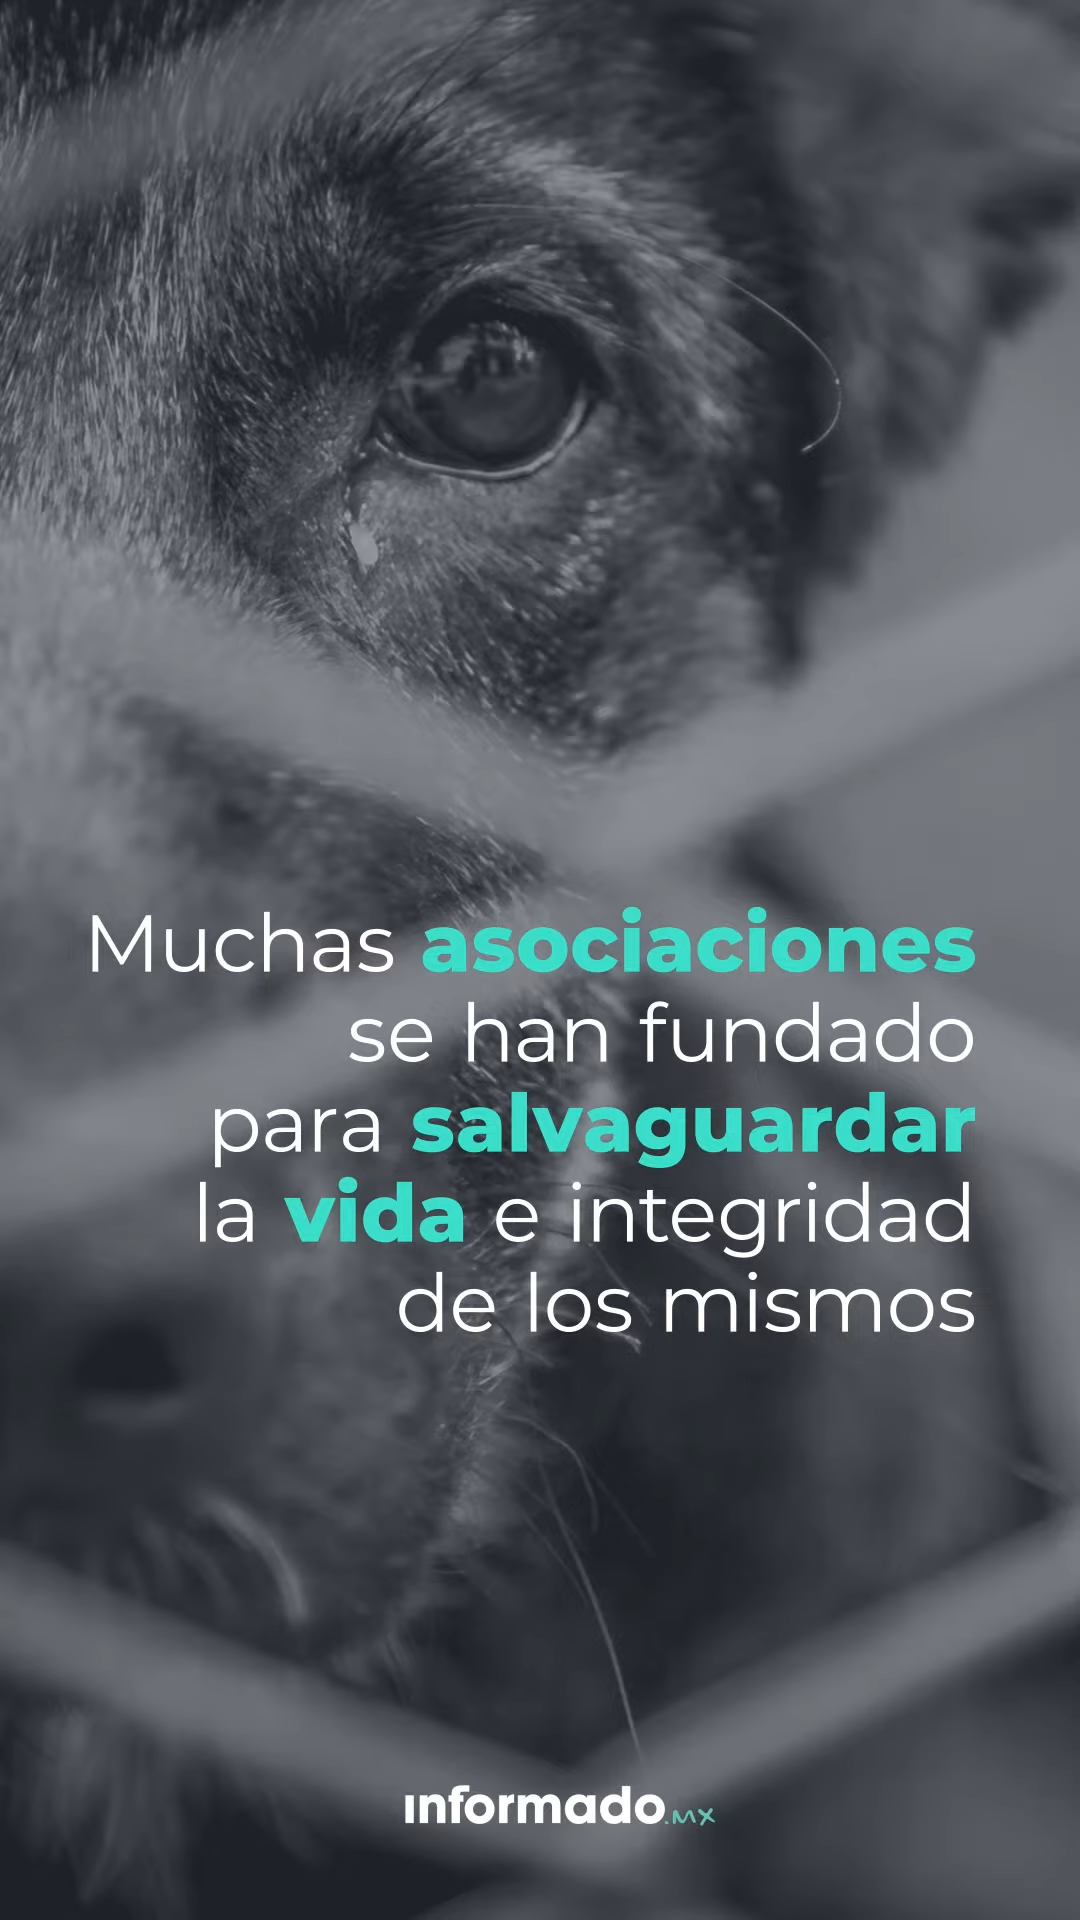 Muchas asociaciones
se han fundado
para salvaguardar
la vida e integridad
de los mismos
informado.MX